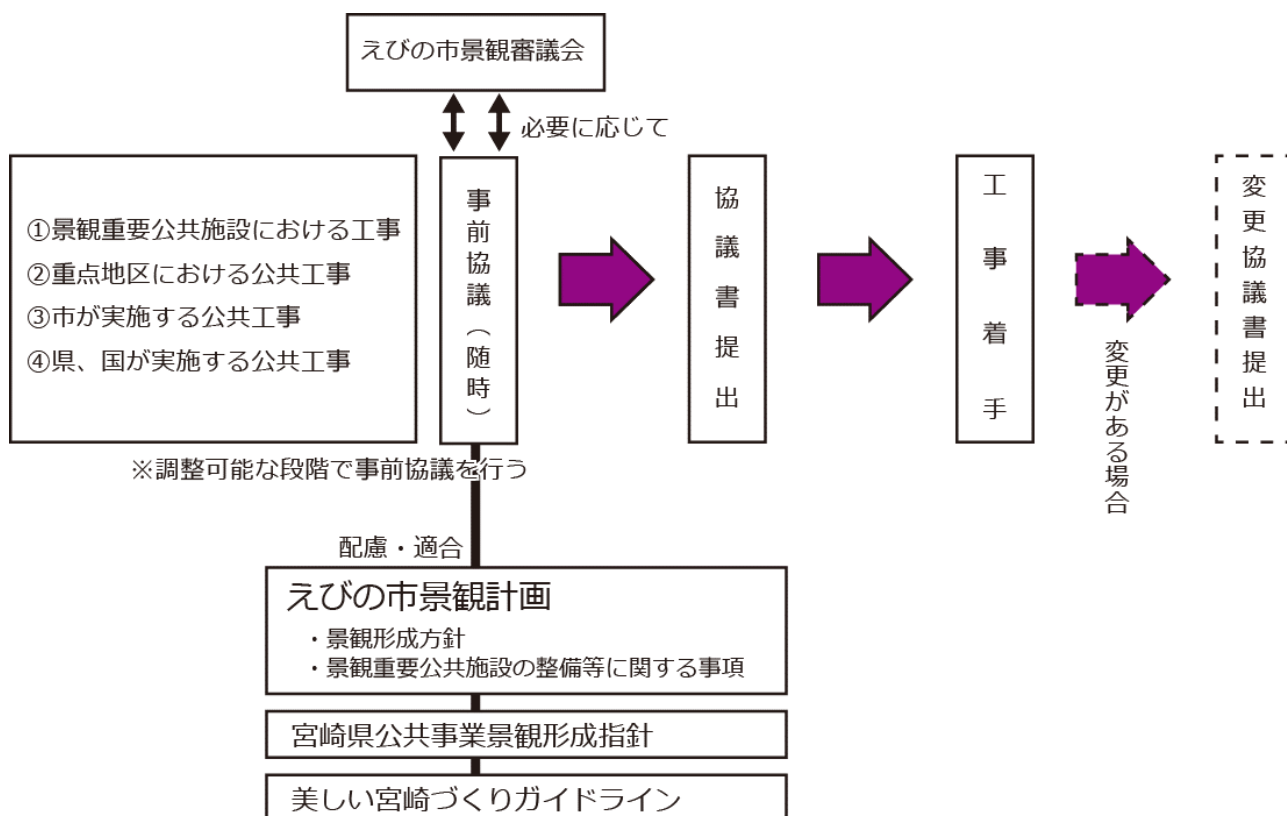 えびの市景観審議会
必要に応じて
①景観重要公共施設における工事
②重点地区における公共工事
③市が実施する公共工事
④県、国が実施する公共工事
事前協議（随時）
協議書提出
工事着手
変更がある場合
変更協議書提出
※調整可能な段階で事前協議を行う
配慮・適合
えびの市景観計画
・景観形成方針
・景観重要公共施設の整備等に関する事項
宮崎県公共事業景観形成指針
美しい宮崎づくりガイドライン